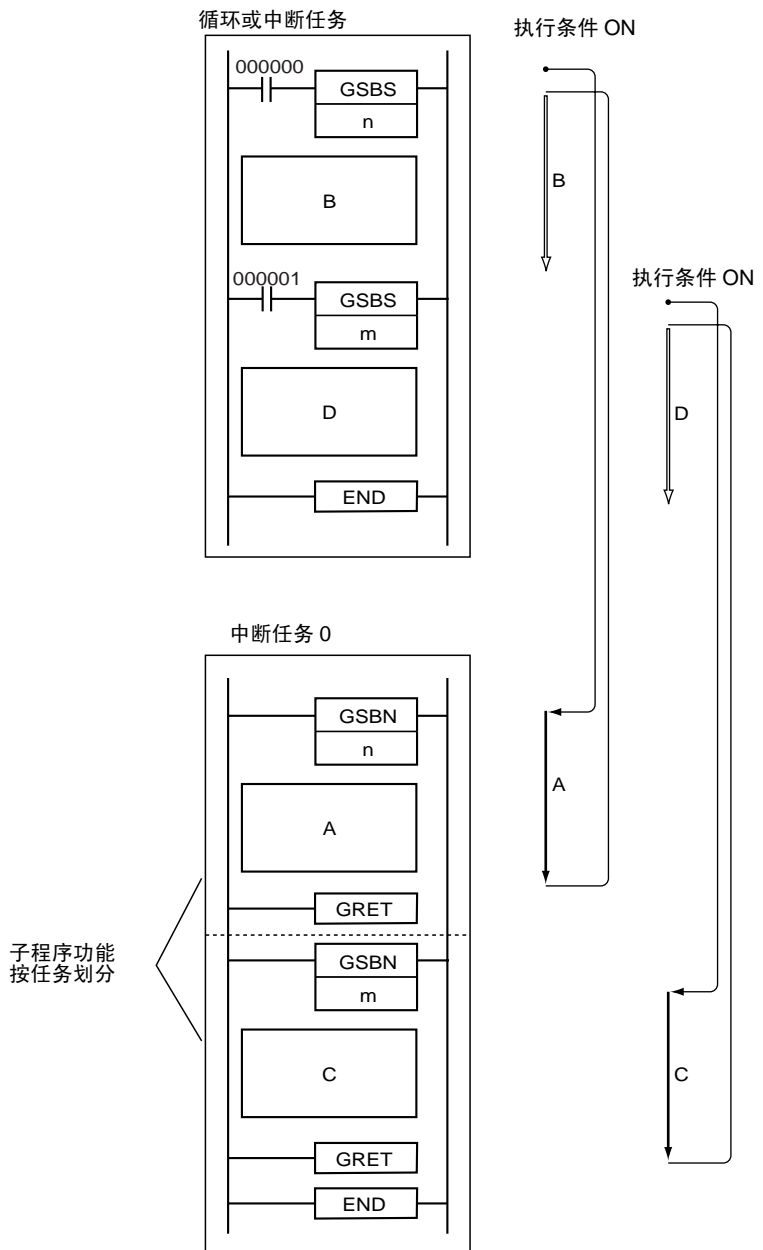 循环或中断任务
执行条件 ON
000000
GSBS
n
B
B
000001
GSBS
m
执行条件 ON
D
D
END
中断任务 0
GSBN
n
A
A
GRET
子程序功能
按任务划分
GSBN
m
C
C
GRET
END